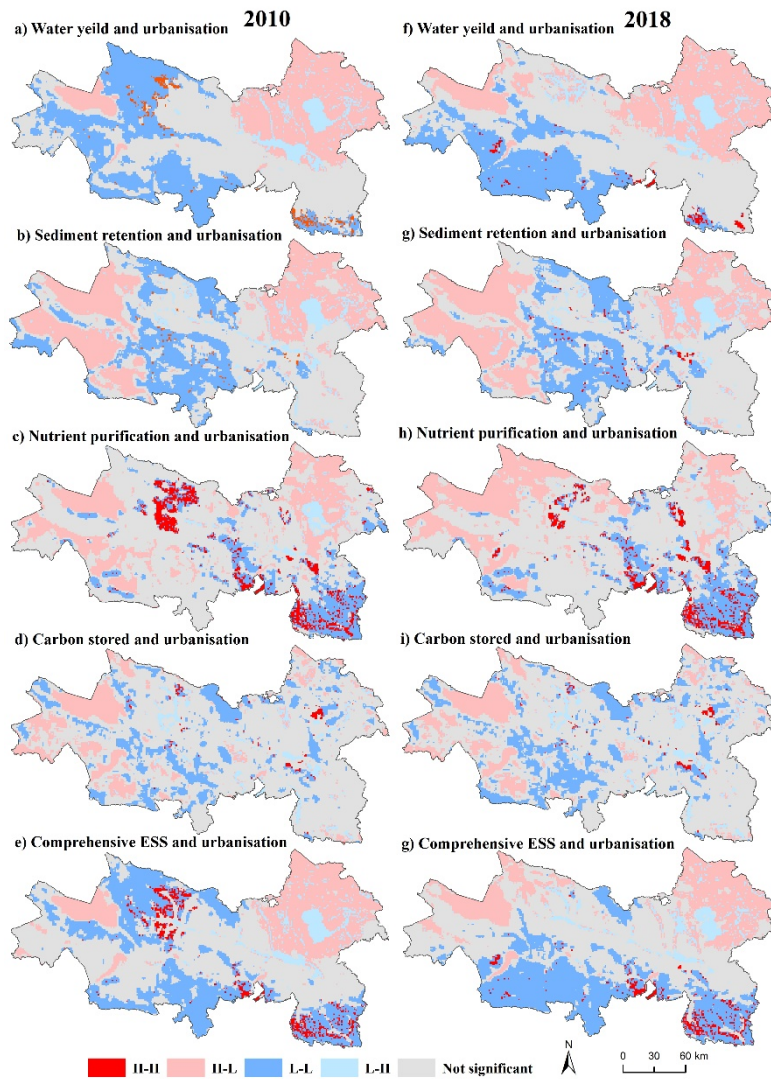 2010
2018
a) Water yeild and urbanisation
f) Water yeild and urbanisation
b) Sediment retention and urbanisation
g) Sediment retention and urbanisation
c) Nutrient purification and urbanisation
h) Nutrient purification and urbanisation
d) Carbon stored and urbanisation
i) Carbon stored and urbanisation
e) Comprehensive ESS and urbanisation
g) Comprehensive ESS and urbanisation
H-H H-L L-L L-H Not significant
N
0 30 60 km